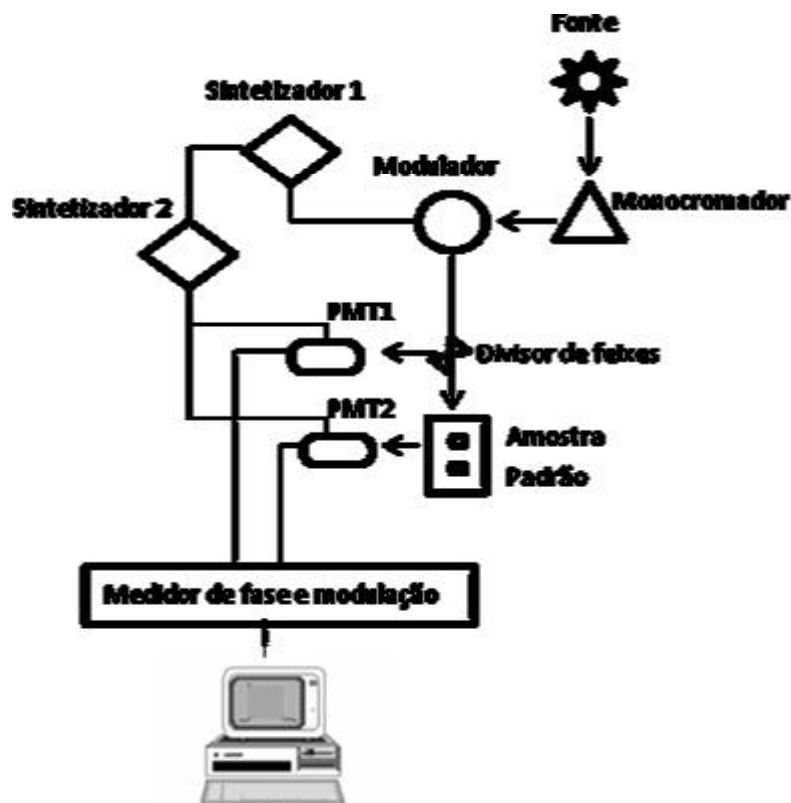 Fonte
Sintetizador 1
Modulador
Monocromador
Sintetizador 2
PMT1
Divisor de feixes
PMT2
Amostra
Padrão
Medidor de fase e modulação